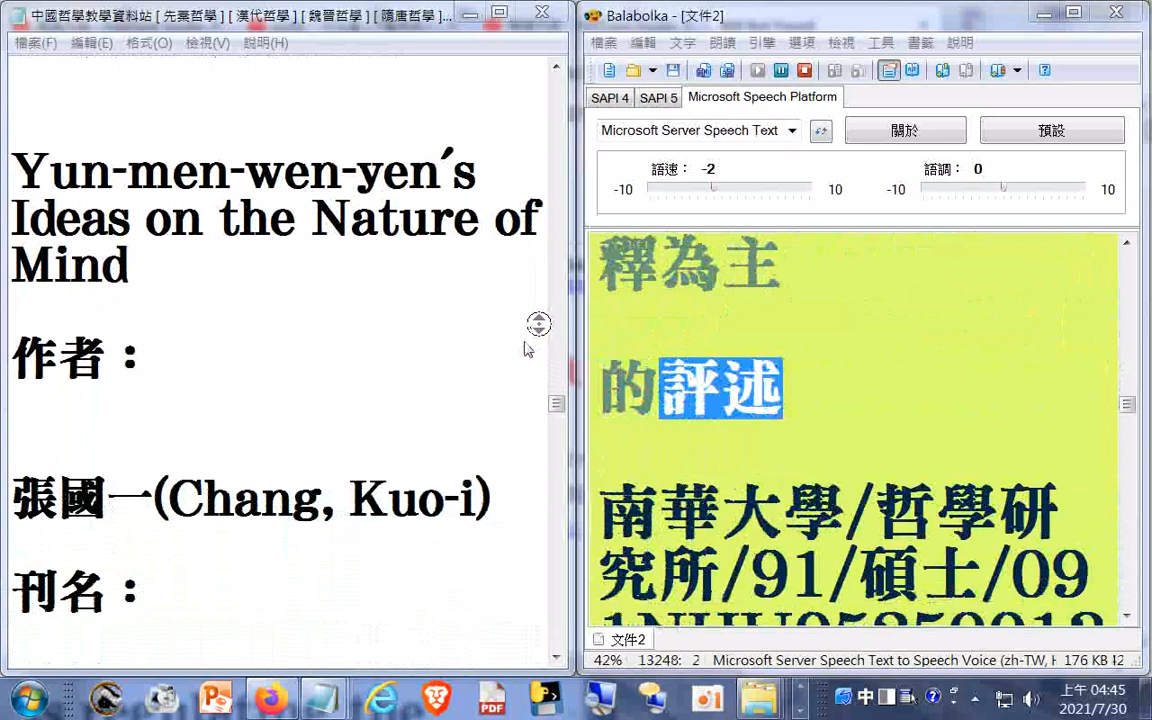 中國哲學教學資料站 [ 先秦哲學 ] [ 漢代哲學 ] [ 魏晉哲學 ] [ 隋唐哲學 ]...
檔案(F) 編輯(E) 格式(O) 檢視(V) 說明(H)
Yun-men-wen-yen's
Ideas on the Nature of
Mind
作者：
張國一(Chang, Kuo-i)
刊名：
Balabolka - [文件2]
檔案 編輯 文字 朗讀 引擎 選項 檢視 工具 書籤 說明
SAPI 4 SAPI 5 Microsoft Speech Platform
Microsoft Server Speech Text 關於 預設
語速： -2 語調： 0
-10 10 -10 10
釋為主
的評述
南華大學/哲學研
究所/91/碩士/09
1NHU05259013
文件2
42% 13248: 2 Microsoft Server Speech Text to Speech Voice (zh-TW, H 176 KB
中
上午 04:45
2021/7/30